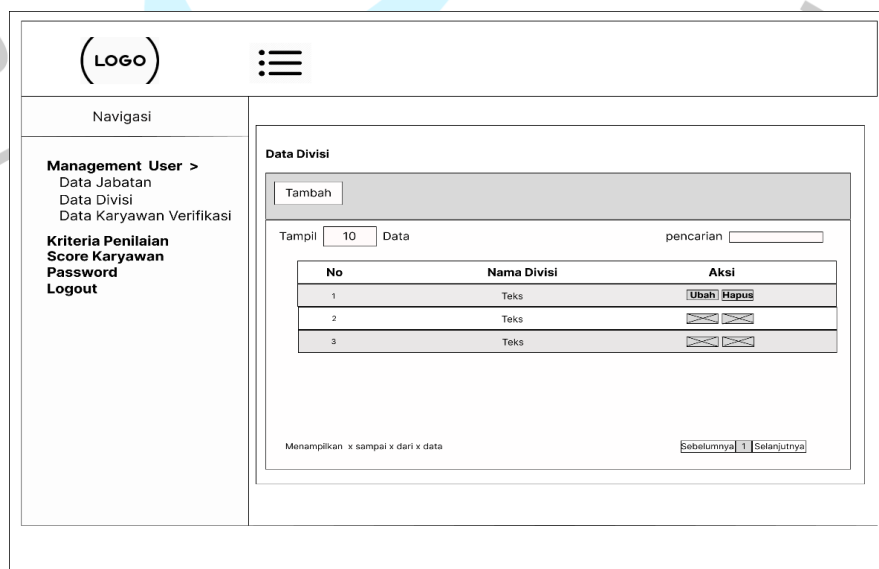 LOGO
Navigasi
Management User >
Data Jabatan
Data Divisi
Data Karyawan Verifikasi
Kriteria Penilaian
Score Karyawan
Password
Logout
Data Divisi
Tambah
Tampil 10 Data pencarian
No Nama Divisi Aksi
1 Teks Ubah Hapus
2 Teks
3 Teks
Menampilkan x sampai x dari x data Sebelumnya 1 Selanjutnya